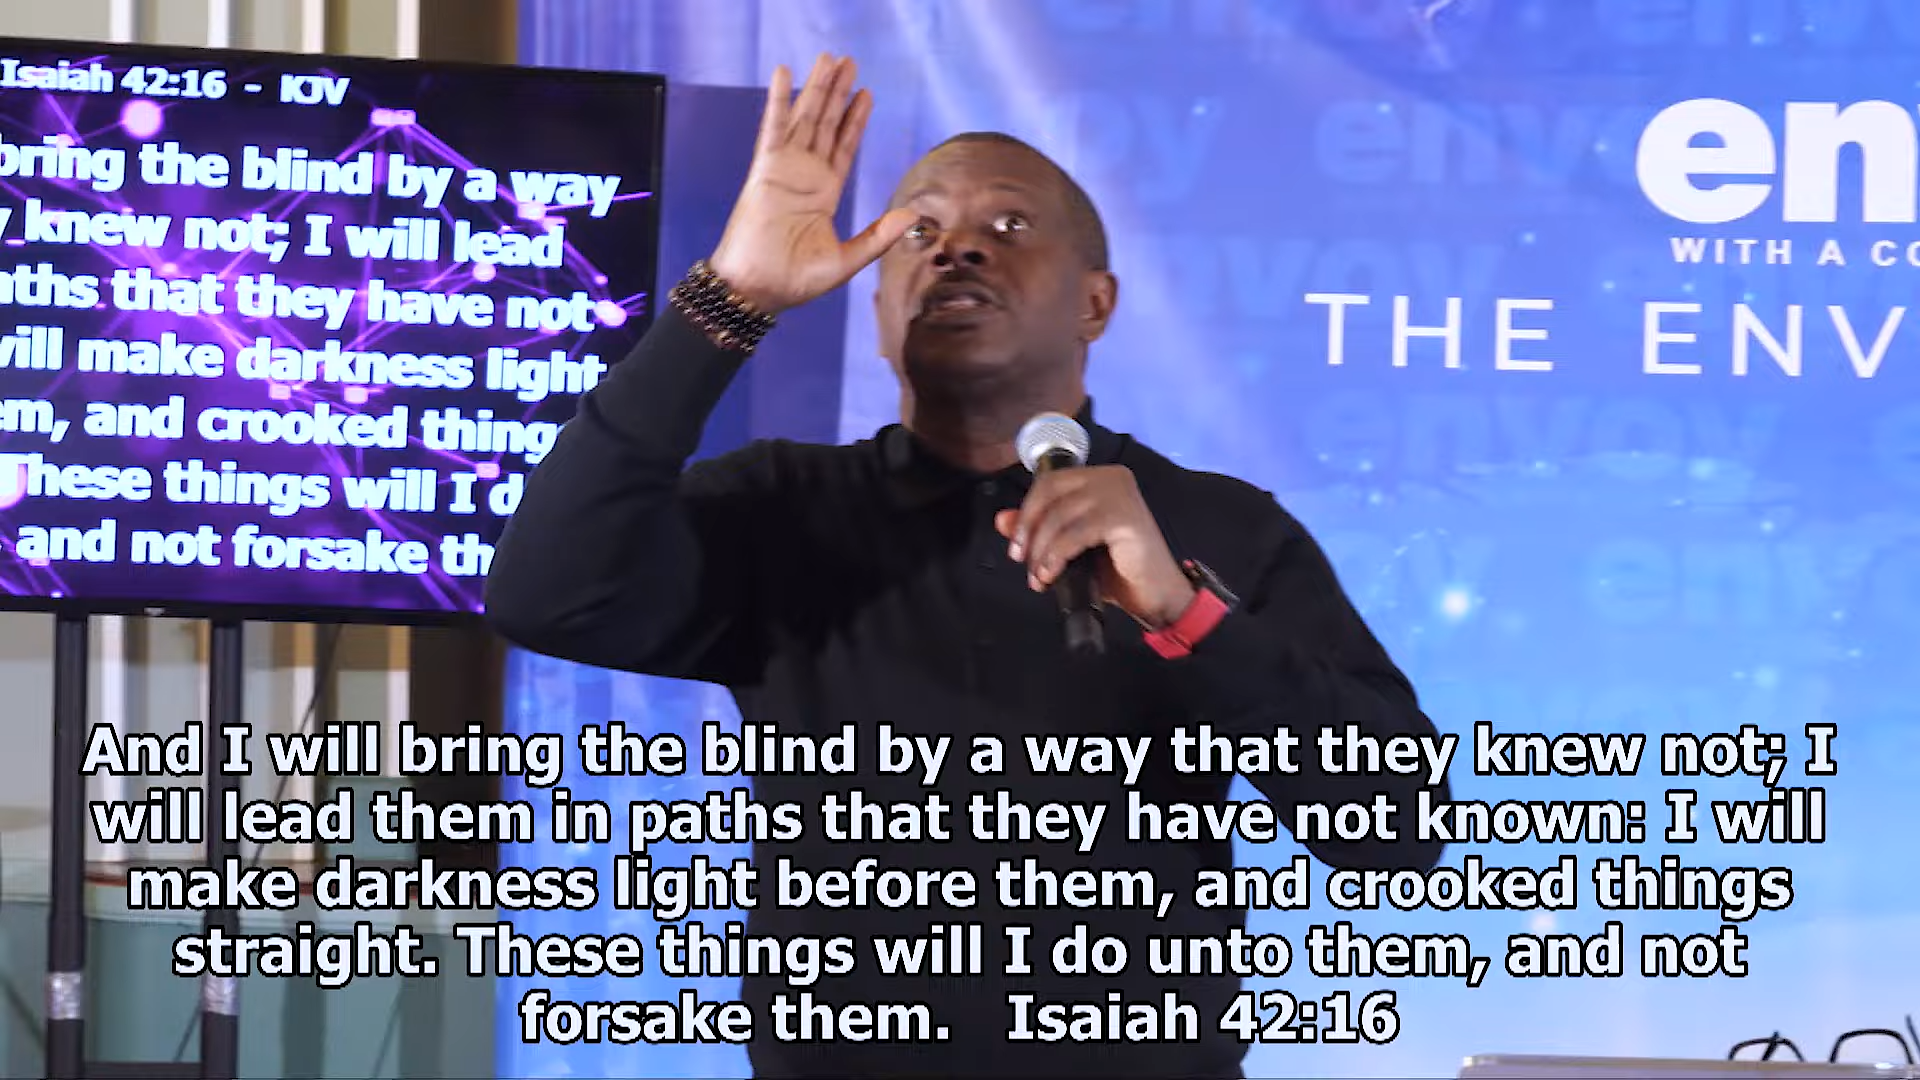 Isaiah 42:16 - KJV
bring the blind by a way
knew not; I will lead
that they have not
will make darkness light
and crooked thing
These things will I d
and not forsake th
en
WITH A CO
THE ENV
And I will bring the blind by a way that they knew not; I
will lead them in paths that they have not known: I will
make darkness light before them, and crooked things
straight. These things will I do unto them, and not
forsake them. Isaiah 42:16